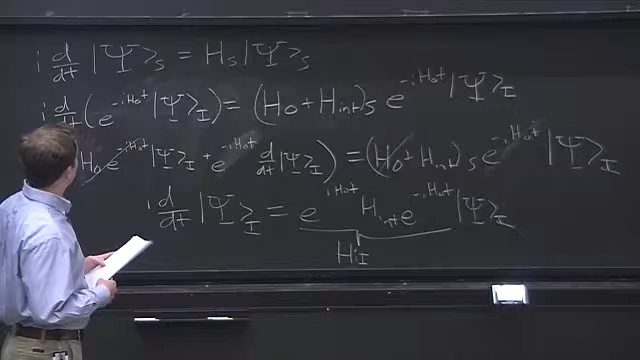 i d/dt |Ψ>_S = H_S |Ψ>_S
i d/dt (e^{-iH_0t} |Ψ>_I) = (H_0 + H_int)_S e^{-iH_0t} |Ψ>_I
H_0 e^{-iH_0t} |Ψ>_I + e^{-iH_0t} d/dt |Ψ>_I) = (H_0 + H_int)_S e^{-iH_0t} |Ψ>_I
i d/dt |Ψ>_I = e^{iH_0t} H_int e^{-iH_0t} |Ψ>_I
H_iI